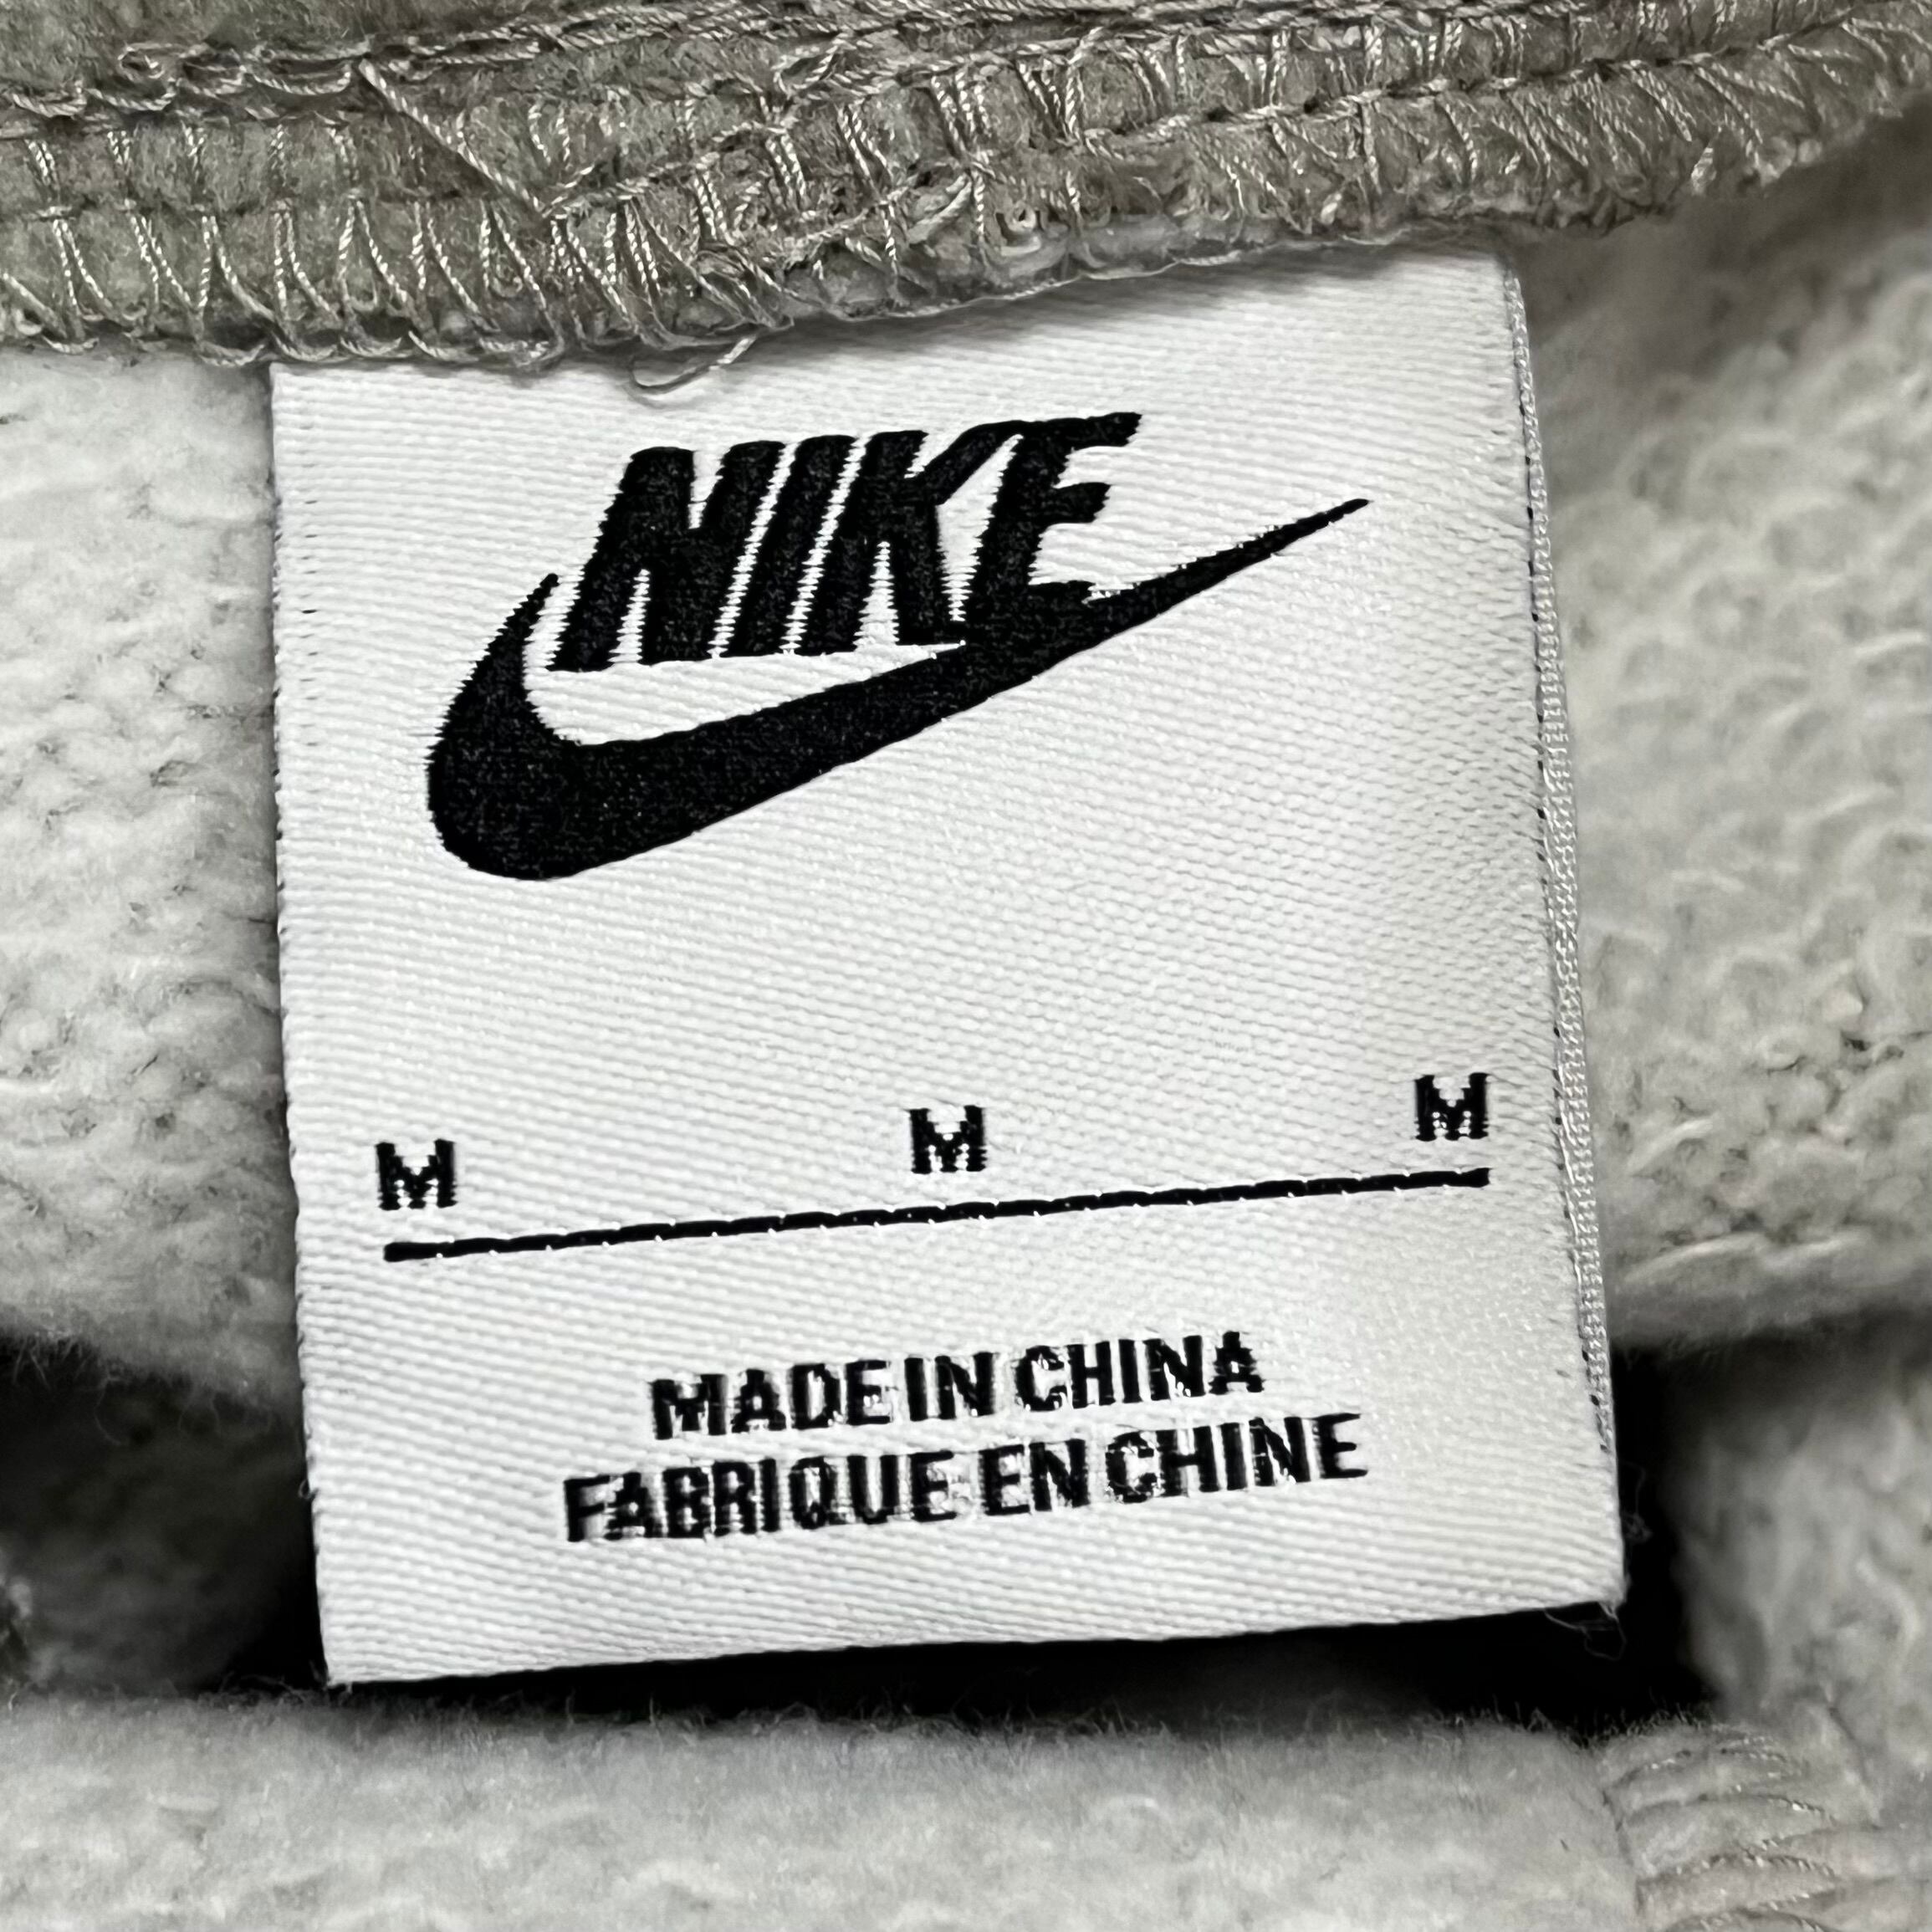 NIKE
M M M
MADE IN CHINA
FABRIQUE EN CHINE